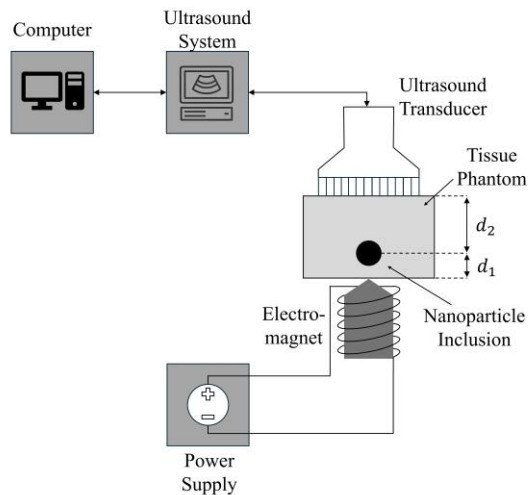 Computer
Ultrasound
System
Ultrasound
Transducer
Tissue
Phantom
d₂
d₁
Electro-
magnet
Nanoparticle
Inclusion
Power
Supply